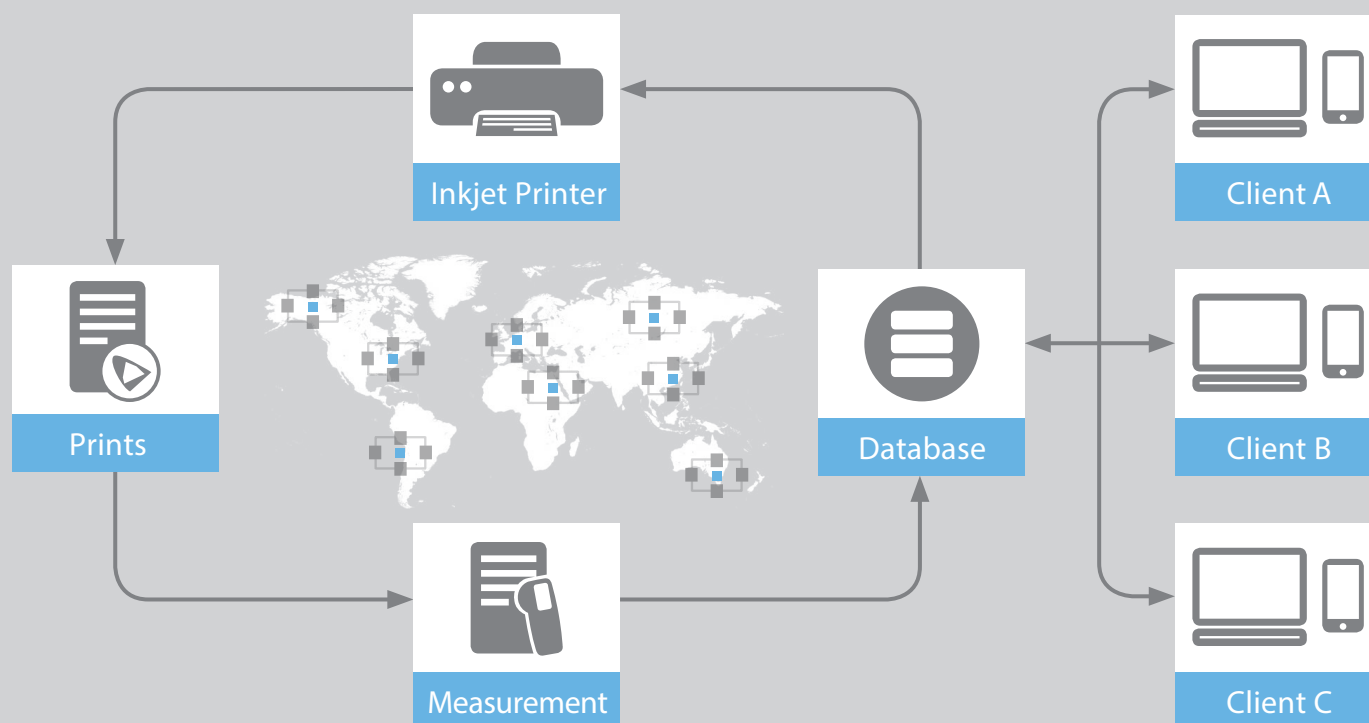 Inkjet Printer
Client A
Prints
Database
Client B
Measurement
Client C